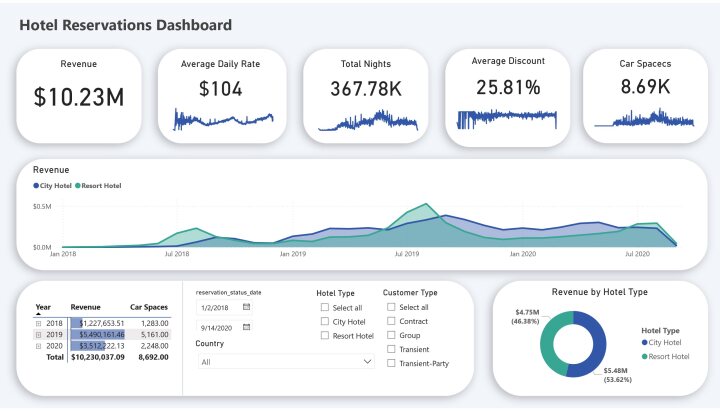 Hotel Reservations Dashboard
Revenue
$10.23M
Average Daily Rate
$104
Total Nights
367.78K
Average Discount
25.81%
Car Spacecs
8.69K
Revenue
City Hotel Resort Hotel
$0.5M
$0.0M
Jan 2018 Jul 2018 Jan 2019 Jul 2019 Jan 2020 Jul 2020
Year Revenue Car Spaces
2018 $1,227,653.51 1,283.00
2019 $5,490,161.46 5,161.00
2020 $3,512,222.13 2,248.00
Total $10,230,037.09 8,692.00
reservation_status_date
1/2/2018
9/14/2020
Country
All
Hotel Type
Select all
City Hotel
Resort Hotel
Customer Type
Select all
Contract
Group
Transient
Transient-Party
Revenue by Hotel Type
$4.75M
(46.38%)
$5.48M
(53.62%)
Hotel Type
City Hotel
Resort Hotel